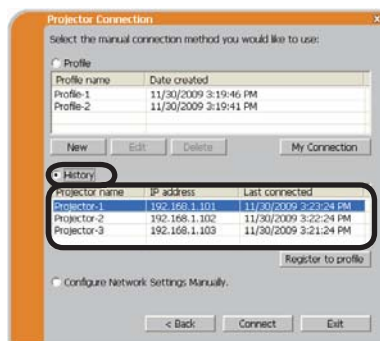 Projector Connection x
Select the manual connection method you would like to use:
Profile
Profile name Date created
Profile-1 11/30/2009 3:19:46 PM
Profile-2 11/30/2009 3:19:41 PM
New Edit Delete My Connection
History
Projector name IP address Last connected
Projector-1 192.168.1.101 11/30/2009 3:23:24 PM
Projector-2 192.168.1.102 11/30/2009 3:22:24 PM
Projector-3 192.168.1.103 11/30/2009 3:21:24 PM
Register to profile
Configure Network Settings Manually.
< Back Connect Exit